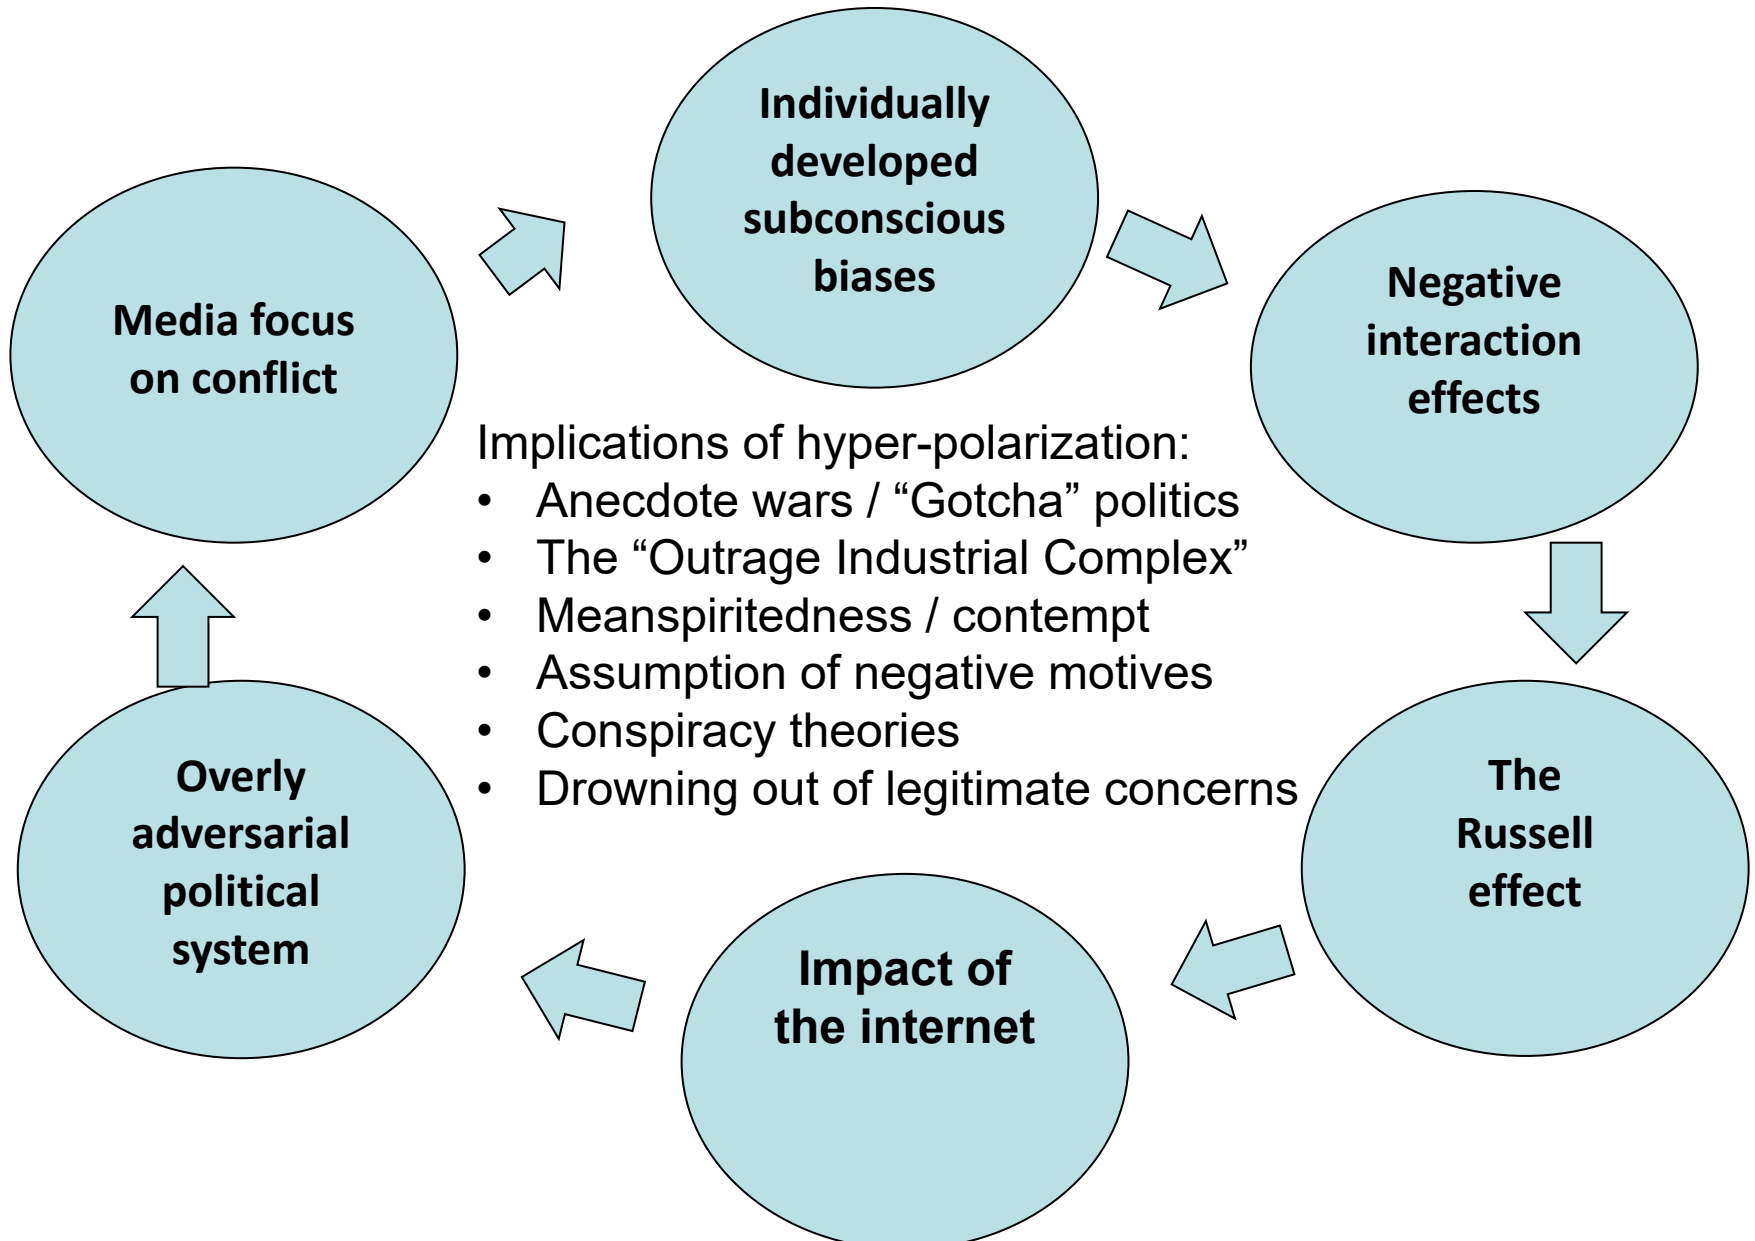 Individually
developed
subconscious
biases
Negative
interaction
effects
The
Russell
effect
Impact of
the internet
Overly
adversarial
political
system
Media focus
on conflict
Implications of hyper-polarization:
• Anecdote wars / “Gotcha” politics
• The “Outrage Industrial Complex”
• Meanspiritedness / contempt
• Assumption of negative motives
• Conspiracy theories
• Drowning out of legitimate concerns